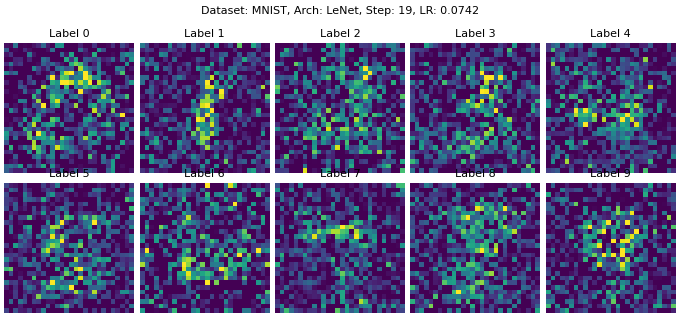 Dataset: MNIST, Arch: LeNet, Step: 19, LR: 0.0742
Label 0 Label 1 Label 2 Label 3 Label 4
Label 5 Label 6 Label 7 Label 8 Label 9